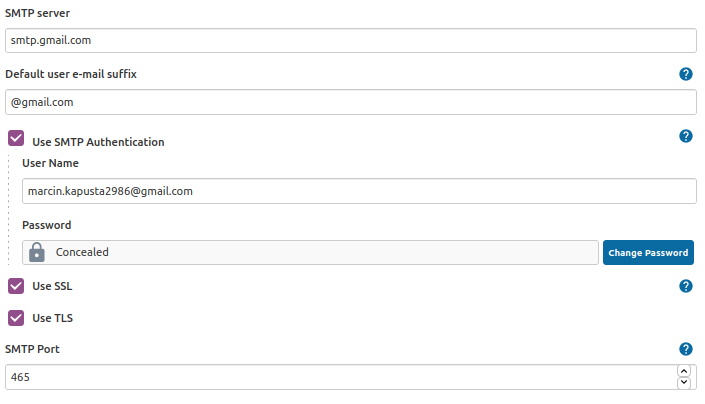 SMTP server
smtp.gmail.com
Default user e-mail suffix
@gmail.com
Use SMTP Authentication
User Name
marcin.kapusta2986@gmail.com
Password
Concealed
Change Password
Use SSL
Use TLS
SMTP Port
465